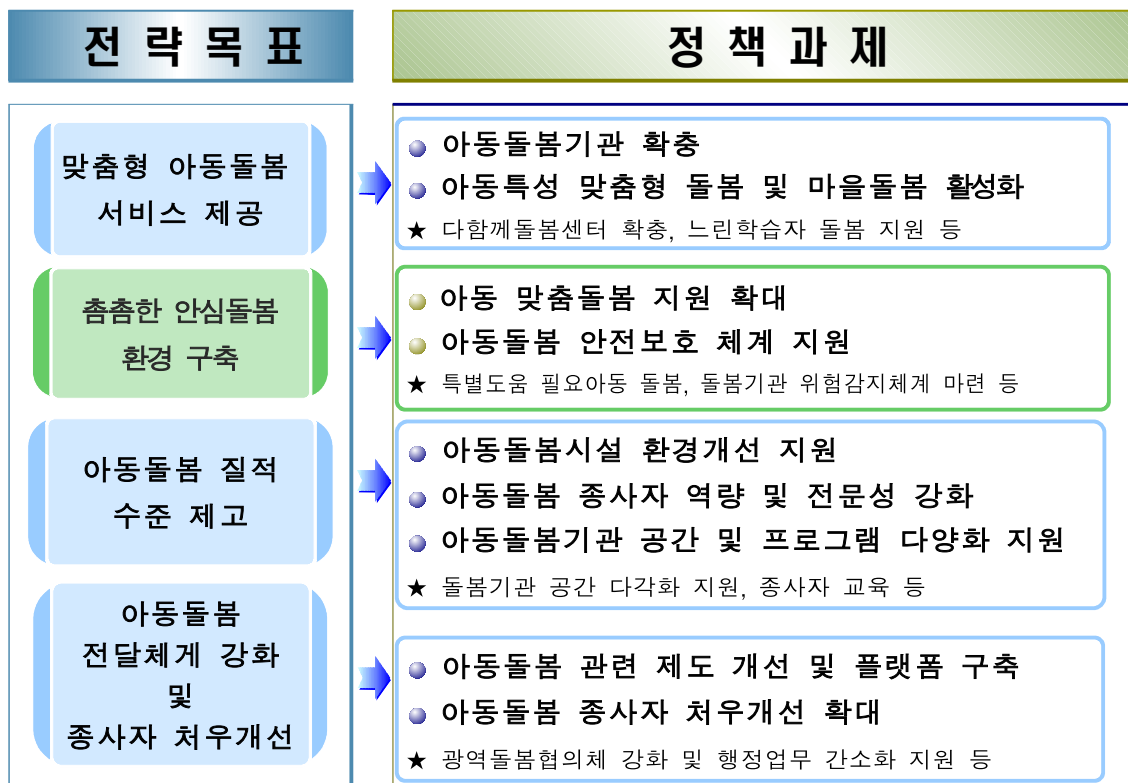 전략목표
정책과제
맞춤형 아동돌봄
서비스 제공
● 아동돌봄기관 확충
● 아동특성 맞춤형 돌봄 및 마을돌봄 활성화
★ 다함께돌봄센터 확충, 느린학습자 돌봄 지원 등
촘촘한 안심돌봄
환경 구축
● 아동 맞춤돌봄 지원 확대
● 아동돌봄 안전보호 체계 지원
★ 특별도움 필요아동 돌봄, 돌봄기관 위험감지체계 마련 등
아동돌봄 질적
수준 제고
● 아동돌봄시설 환경개선 지원
● 아동돌봄 종사자 역량 및 전문성 강화
● 아동돌봄기관 공간 및 프로그램 다양화 지원
★ 돌봄기관 공간 다각화 지원, 종사자 교육 등
아동돌봄
전달체게 강화
및
종사자 처우개선
● 아동돌봄 관련 제도 개선 및 플랫폼 구축
● 아동돌봄 종사자 처우개선 확대
★ 광역돌봄협의체 강화 및 행정업무 간소화 지원 등